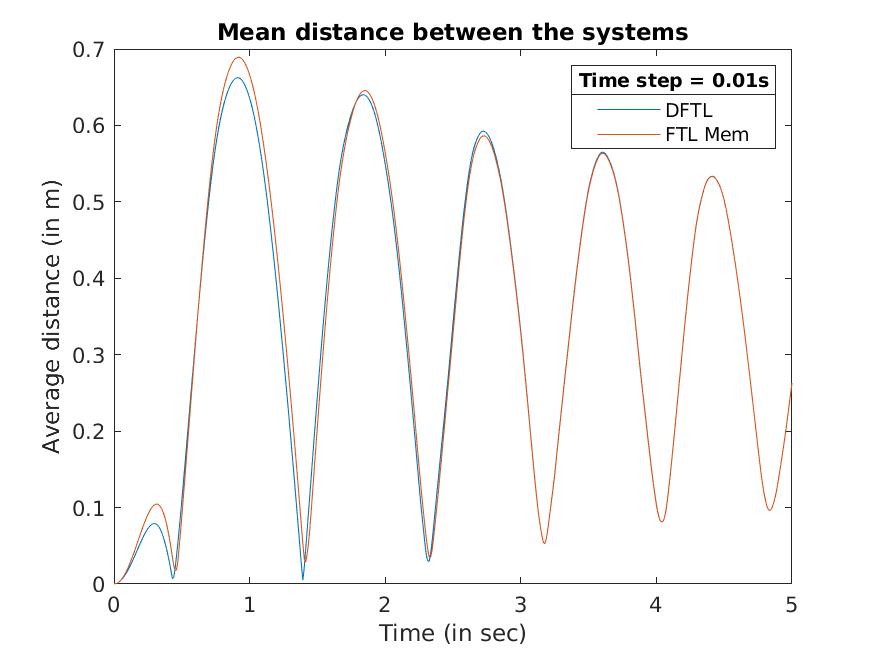 Mean distance between the systems
Time step = 0.01s
DFTL
FTL Mem
Average distance (in m)
0.7
0.6
0.5
0.4
0.3
0.2
0.1
0
0 1 2 3 4 5
Time (in sec)